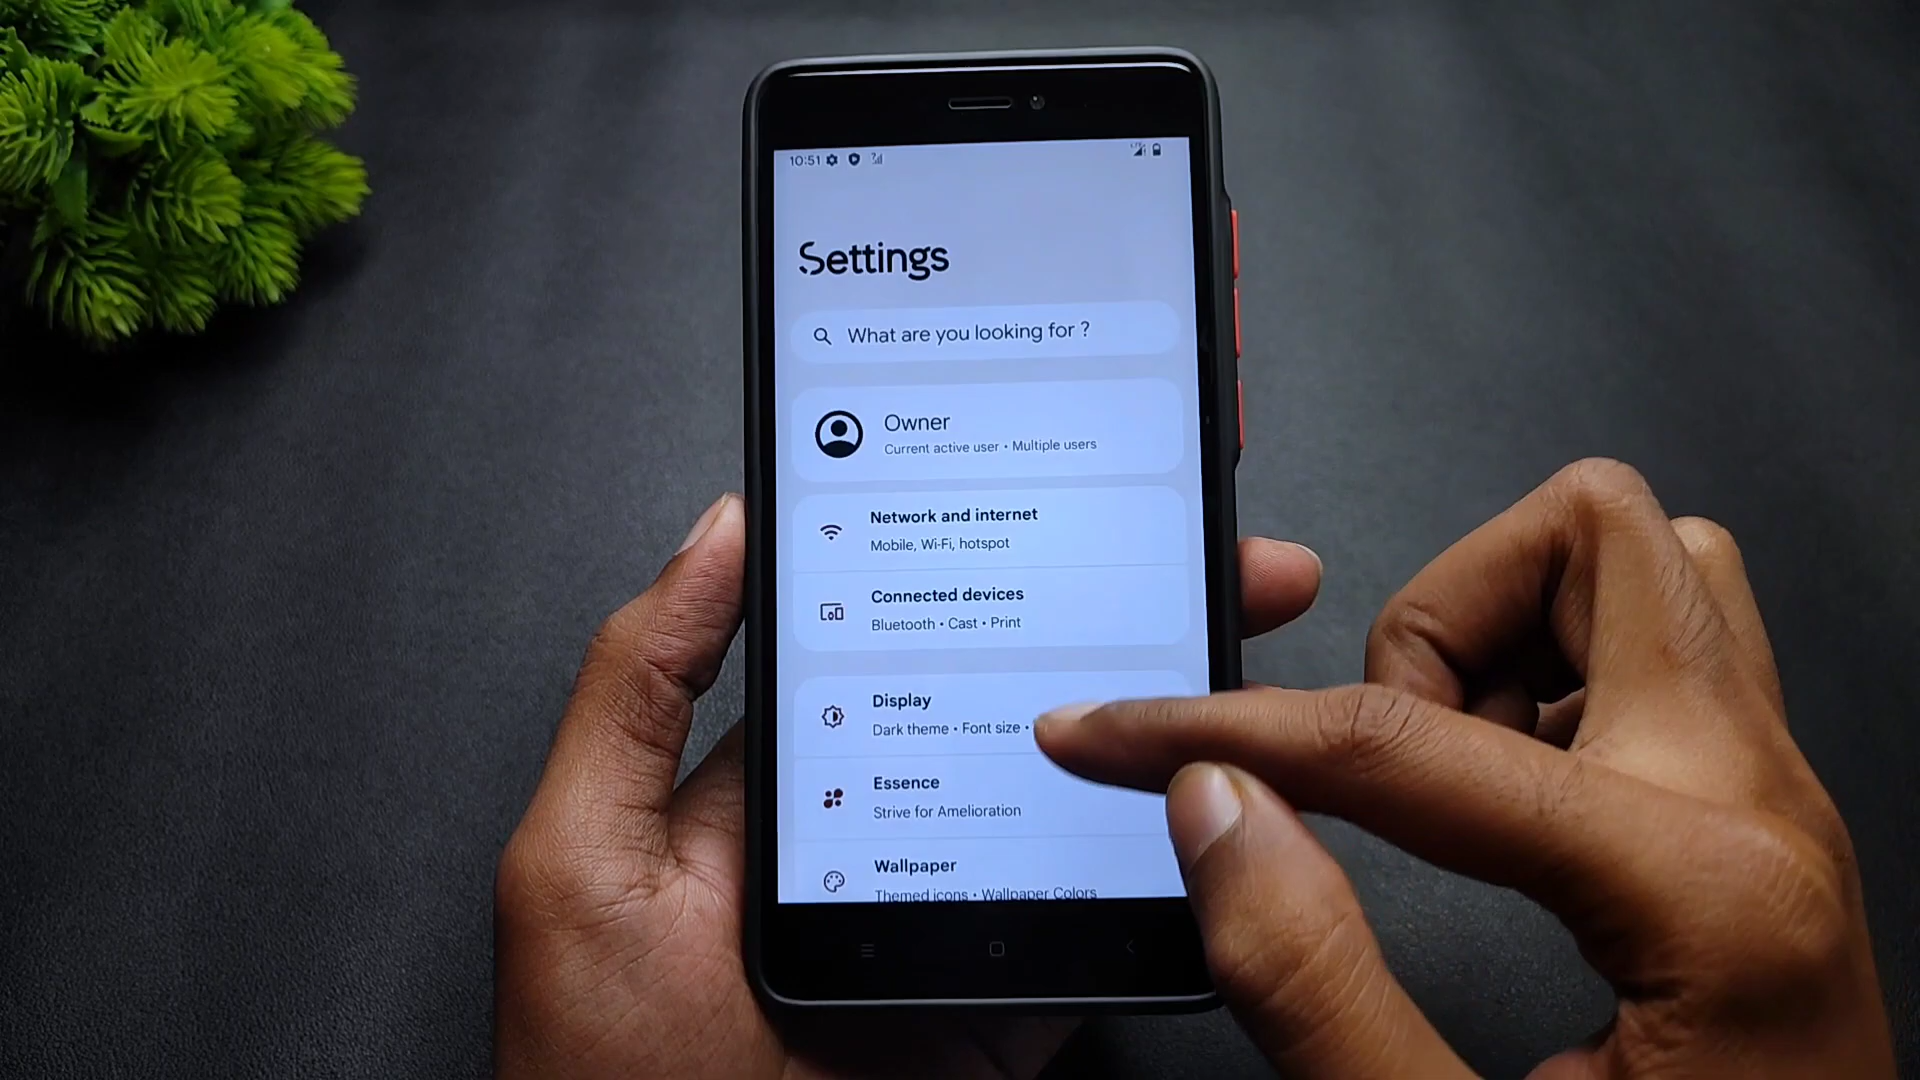 10:51
Settings
What are you looking for ?
Owner
Current active user • Multiple users
Network and internet
Mobile, Wi-Fi, hotspot
Connected devices
Bluetooth • Cast • Print
Display
Dark theme • Font size •
Essence
Strive for Amelioration
Wallpaper
Themed icons • Wallpaper Colors